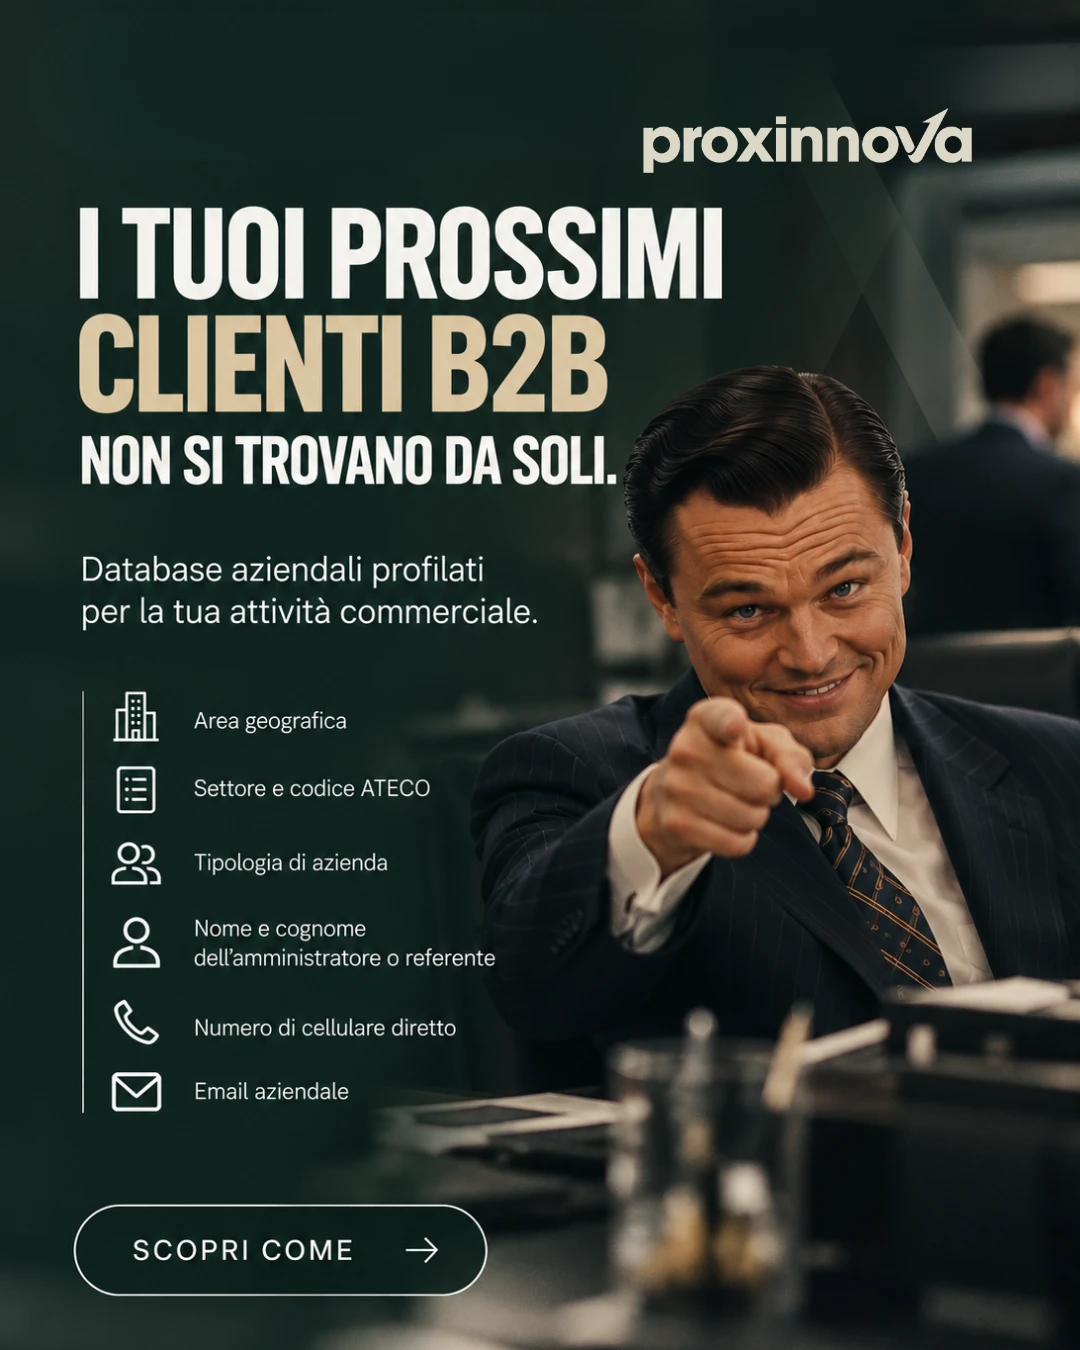 proxinnova
I TUOI PROSSIMI
CLIENTI B2B
NON SI TROVANO DA SOLI.
Database aziendali profilati
per la tua attività commerciale.
Area geografica
Settore e codice ATECO
Tipologia di azienda
Nome e cognome
dell’amministratore o referente
Numero di cellulare diretto
Email aziendale
SCOPRI COME